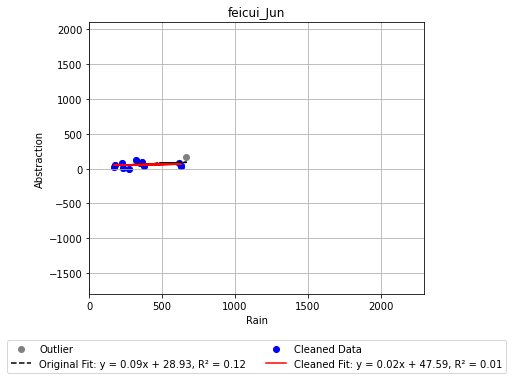 feicui_Jun
2000
1500
1000
500
0
−500
−1000
−1500
Abstraction
0 500 1000 1500 2000
Rain
Outlier Cleaned Data
Original Fit: y = 0.09x + 28.93, R² = 0.12 Cleaned Fit: y = 0.02x + 47.59, R² = 0.01